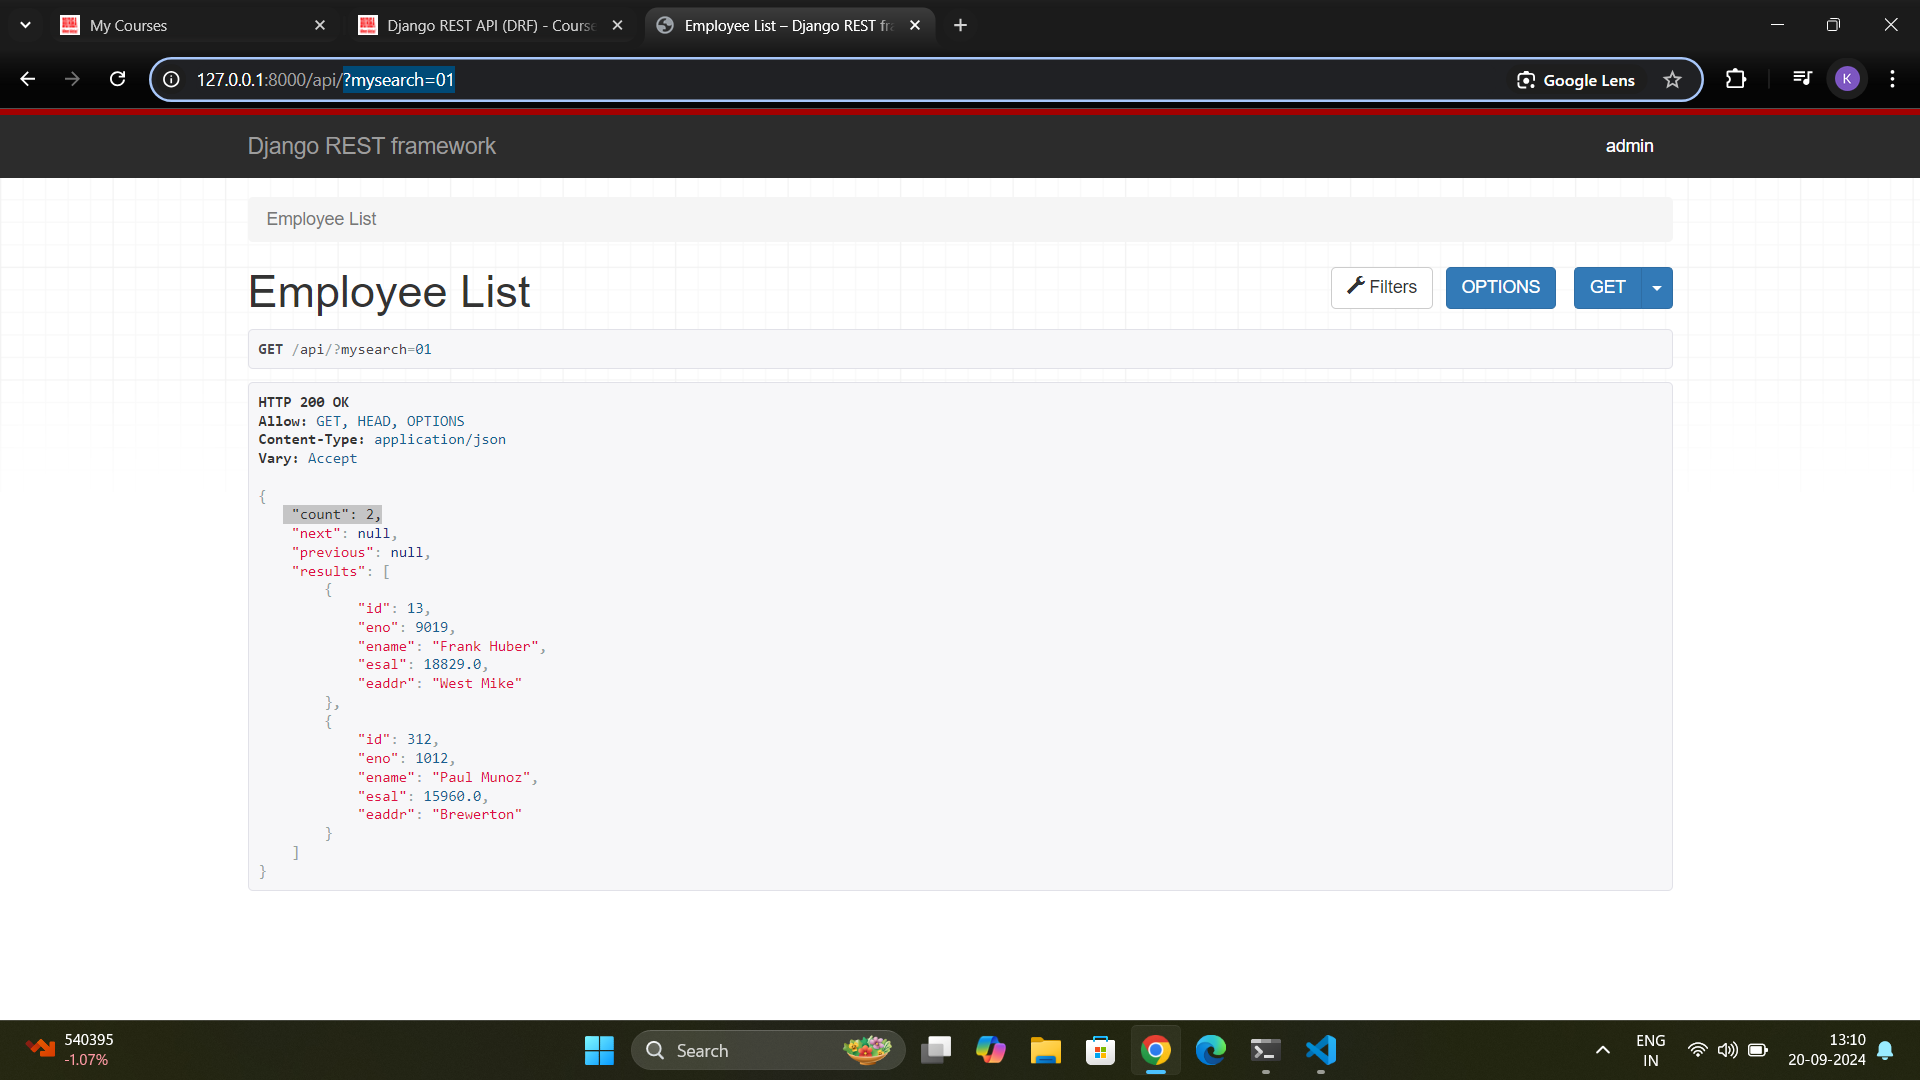 My Courses
Django REST API (DRF) - Course
Employee List – Django REST fra
127.0.0.1:8000/api/?mysearch=01
Google Lens
K
Django REST framework
admin
Employee List
Employee List
Filters
OPTIONS
GET
GET /api/?mysearch=01
HTTP 200 OK
Allow: GET, HEAD, OPTIONS
Content-Type: application/json
Vary: Accept
{
"count": 2,
"next": null,
"previous": null,
"results": [
{
"id": 13,
"eno": 9019,
"ename": "Frank Huber",
"esal": 18829.0,
"eaddr": "West Mike"
},
{
"id": 312,
"eno": 1012,
"ename": "Paul Munoz",
"esal": 15960.0,
"eaddr": "Brewerton"
}
]
}
540395
-1.07%
Search
ENG
IN
13:10
20-09-2024